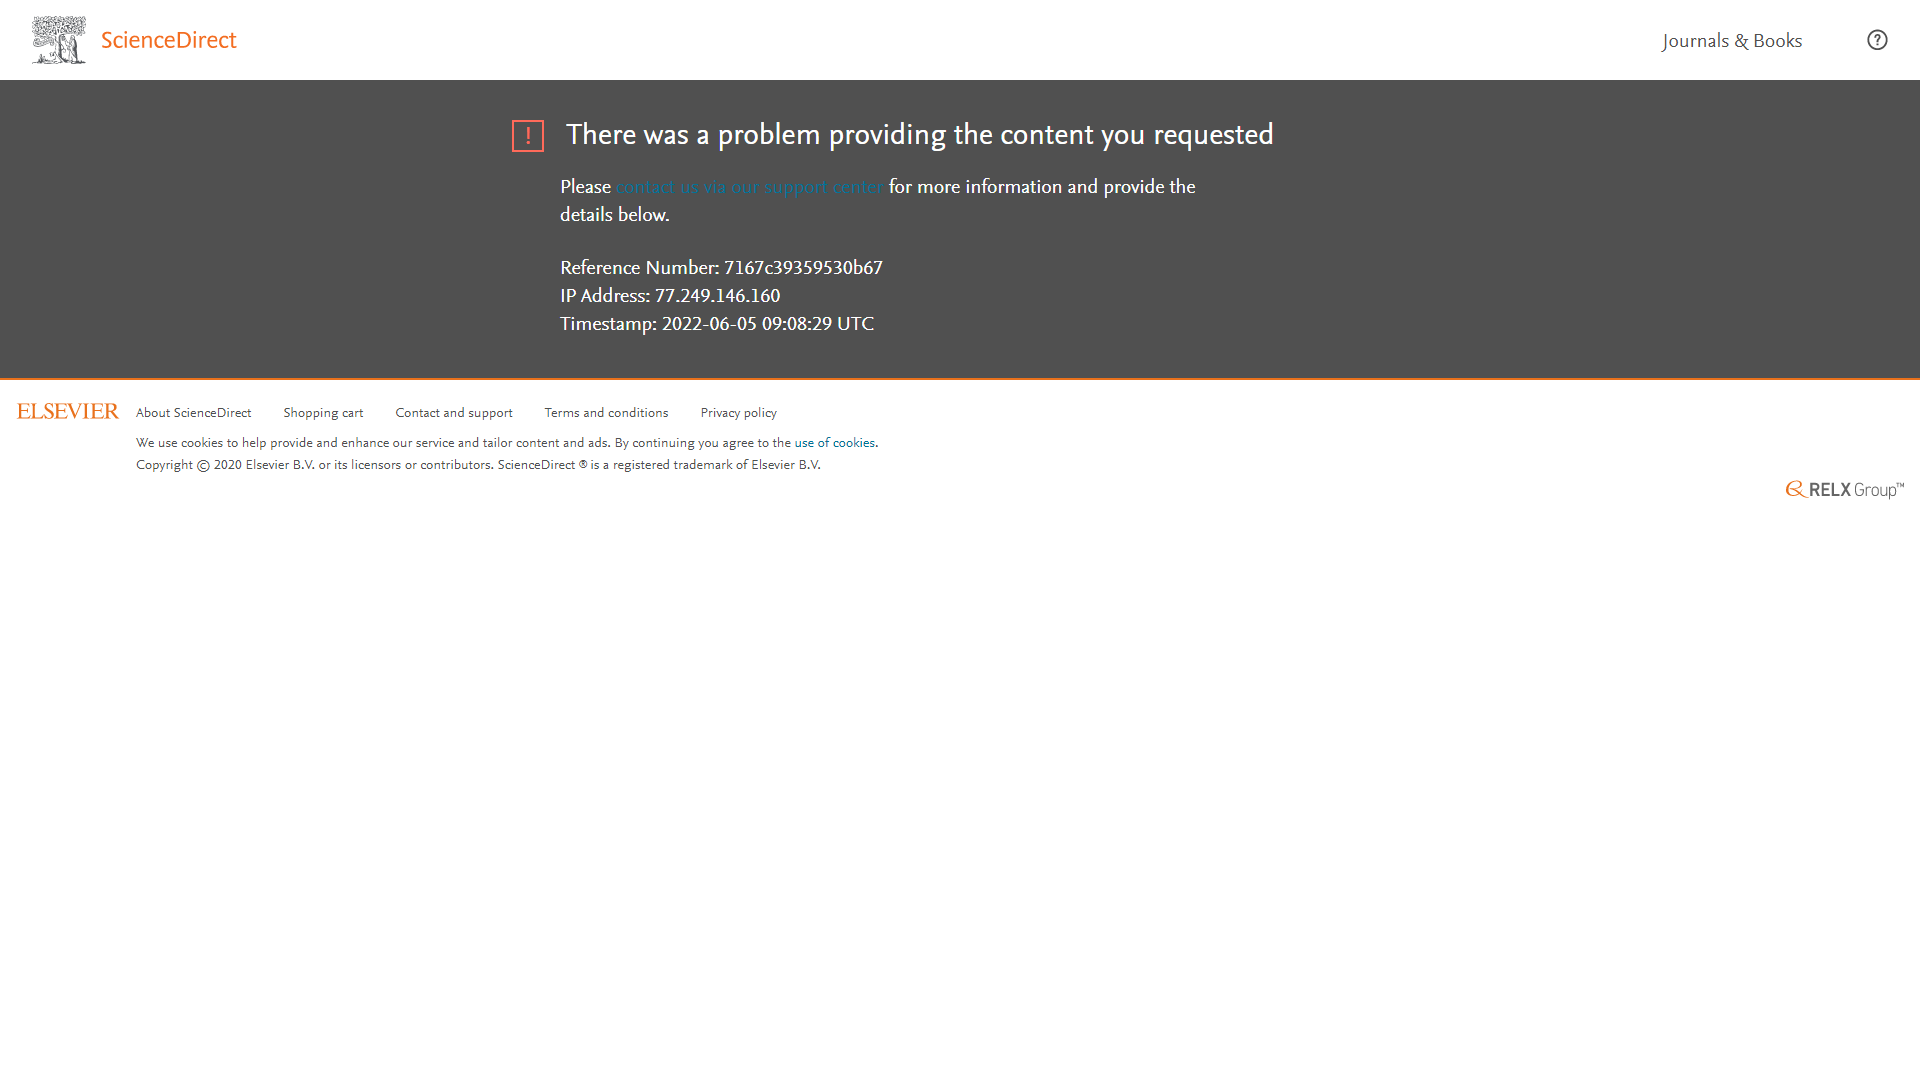 ScienceDirect
Journals & Books
?
! There was a problem providing the content you requested
Please contact us via our support center for more information and provide the
details below.
Reference Number: 7167c39359530b67
IP Address: 77.249.146.160
Timestamp: 2022-06-05 09:08:29 UTC
ELSEVIER
About ScienceDirect Shopping cart Contact and support Terms and conditions Privacy policy
We use cookies to help provide and enhance our service and tailor content and ads. By continuing you agree to the use of cookies.
Copyright © 2020 Elsevier B.V. or its licensors or contributors. ScienceDirect ® is a registered trademark of Elsevier B.V.
RELX Group™